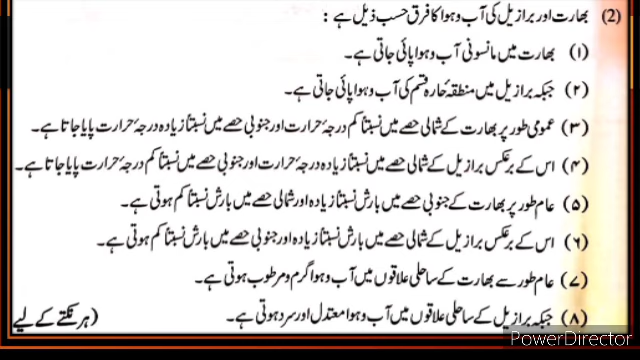 (2) بھارت اور برازیل کی آب و ہوا کا فرق حسب ذیل ہے :
(۱) بھارت میں مانسونی آب و ہوا پائی جاتی ہے۔
(۲) جبکہ برازیل میں منطقۂ حارہ قسم کی آب و ہوا پائی جاتی ہے۔
(۳) عمومی طور پر بھارت کے شمالی حصے میں نسبتاً کم درجۂ حرارت اور جنوبی حصے میں نسبتاً زیادہ درجۂ حرارت پایا جاتا ہے۔
(۴) اس کے برعکس برازیل کے شمالی حصے میں نسبتاً زیادہ درجۂ حرارت اور جنوبی حصے میں نسبتاً کم درجۂ حرارت پایا جاتا ہے۔
(۵) عام طور پر بھارت کے جنوبی حصے میں بارش نسبتاً زیادہ اور شمالی حصے میں بارش نسبتاً کم ہوتی ہے۔
(۶) اس کے برعکس برازیل کے شمالی حصے میں بارش نسبتاً زیادہ اور جنوبی حصے میں بارش نسبتاً کم ہوتی ہے۔
(۷) عام طور سے بھارت کے ساحلی علاقوں میں آب و ہوا گرم و مرطوب ہوتی ہے۔
(۸) جبکہ برازیل کے ساحلی علاقوں میں آب و ہوا معتدل اور سرد ہوتی ہے۔ (ہر نکتے کے لیے
PowerDirector